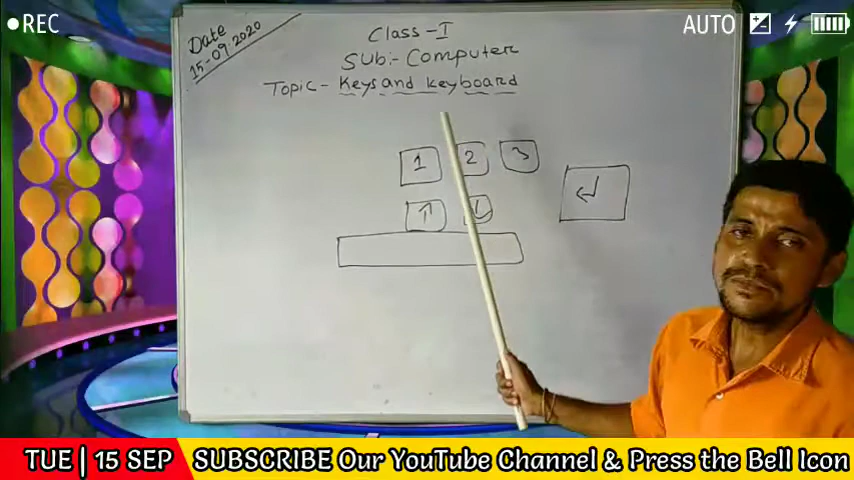 REC
AUTO
Date
15-09-2020
Class-I
SUb:- Computer
Topic- Keys and keyboard
1 2 3
TUE | 15 SEP
SUBSCRIBE Our YouTube Channel & Press the Bell Icon